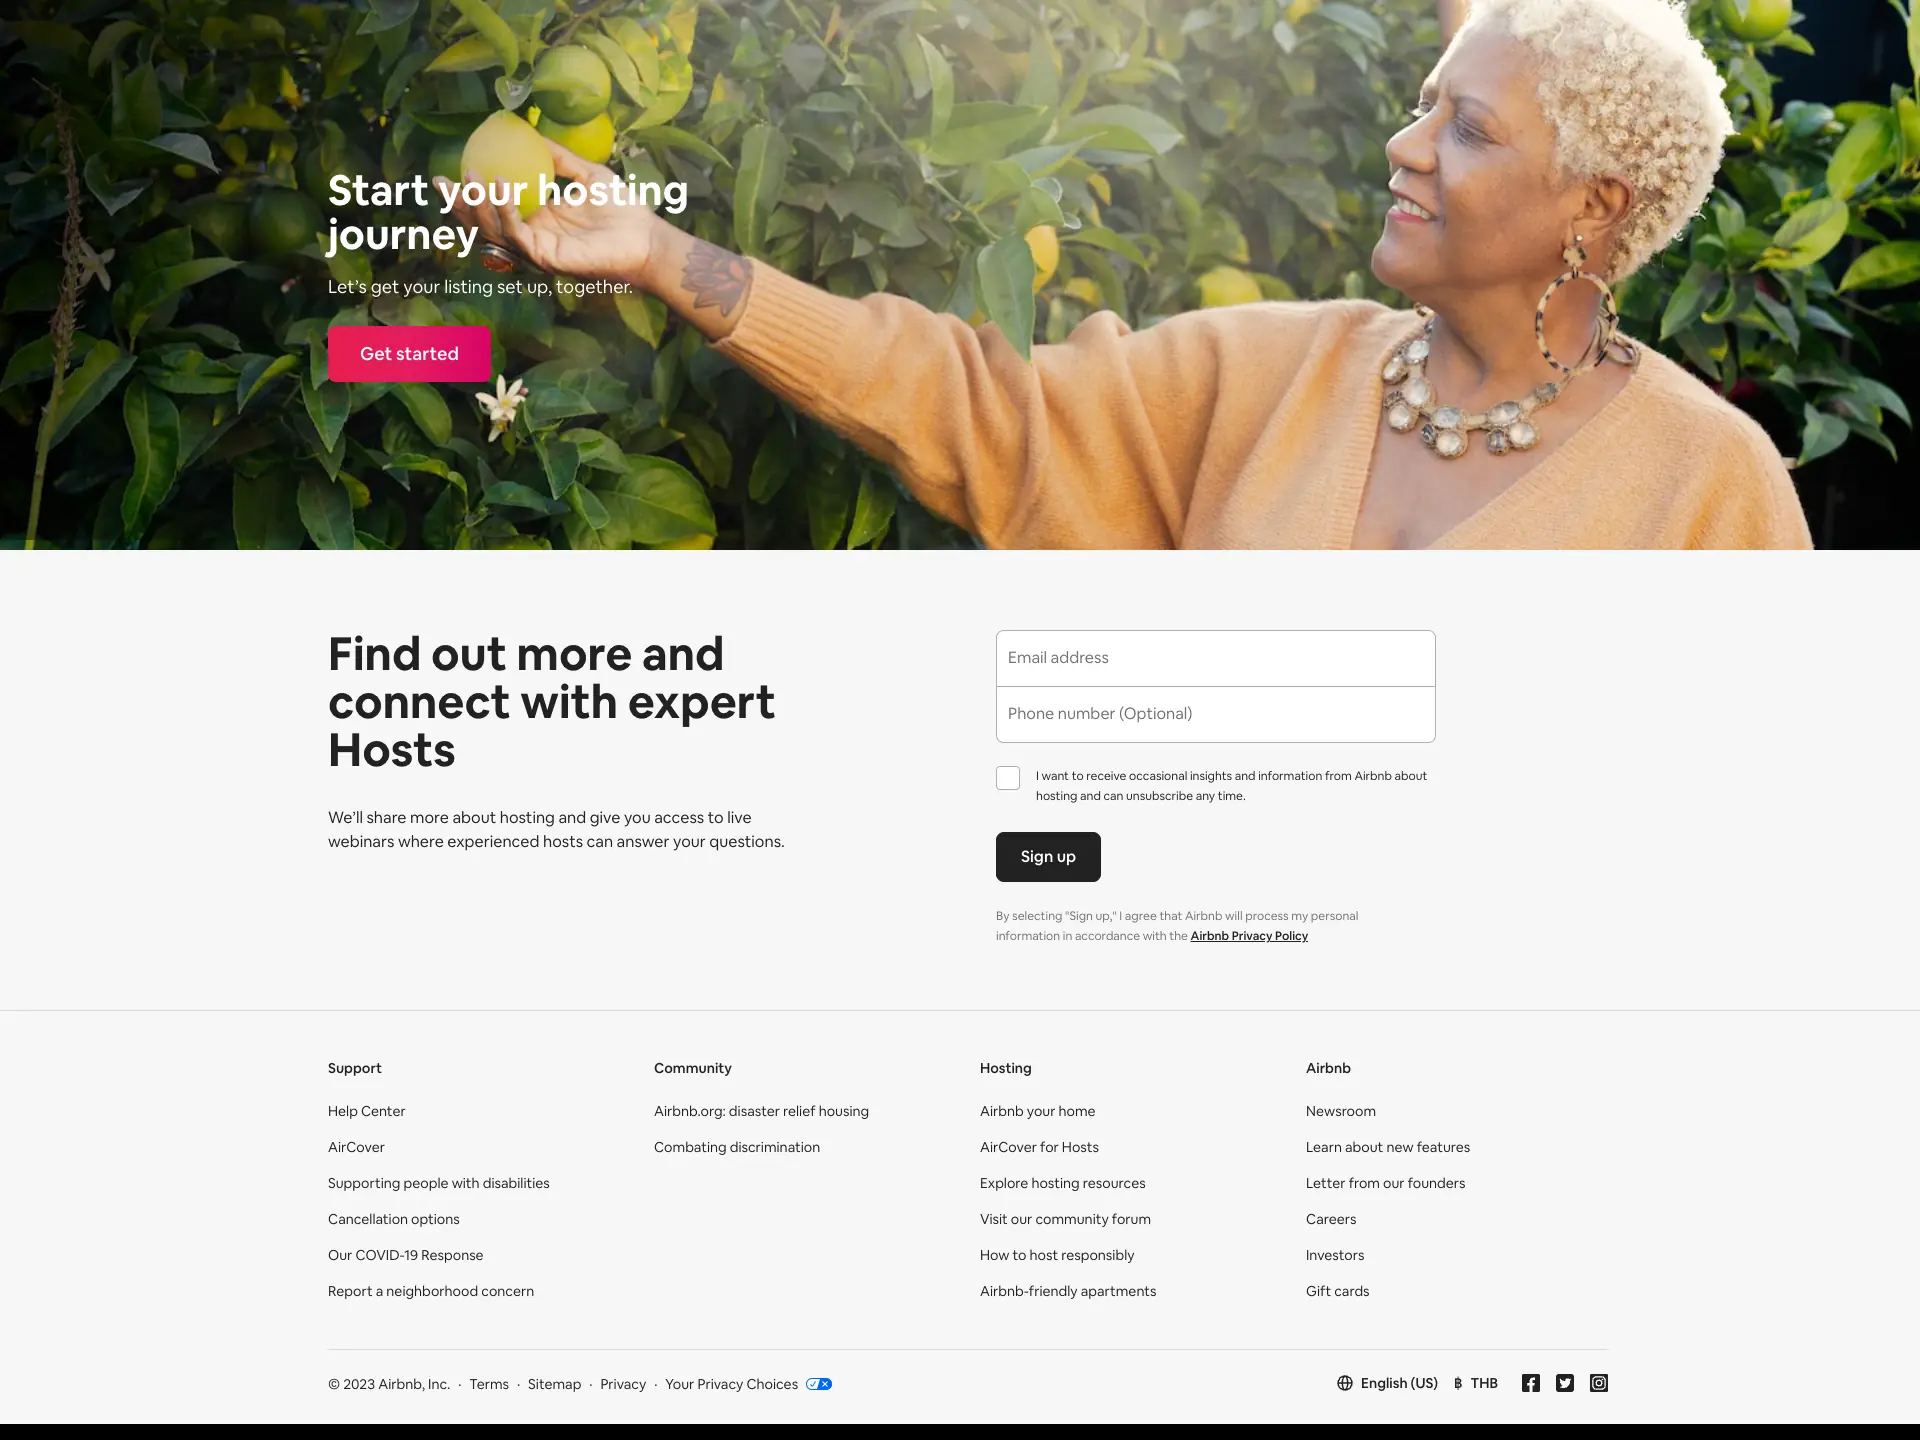 Start your hosting
journey
Let’s get your listing set up, together.
Get started
Find out more and
connect with expert
Hosts
We’ll share more about hosting and give you access to live
webinars where experienced hosts can answer your questions.
Email address
Phone number (Optional)
I want to receive occasional insights and information from Airbnb about
hosting and can unsubscribe any time.
Sign up
By selecting "Sign up," I agree that Airbnb will process my personal
information in accordance with the Airbnb Privacy Policy
Support
Help Center
AirCover
Supporting people with disabilities
Cancellation options
Our COVID-19 Response
Report a neighborhood concern
Community
Airbnb.org: disaster relief housing
Combating discrimination
Hosting
Airbnb your home
AirCover for Hosts
Explore hosting resources
Visit our community forum
How to host responsibly
Airbnb-friendly apartments
Airbnb
Newsroom
Learn about new features
Letter from our founders
Careers
Investors
Gift cards
© 2023 Airbnb, Inc. · Terms · Sitemap · Privacy · Your Privacy Choices
English (US) ฿ THB